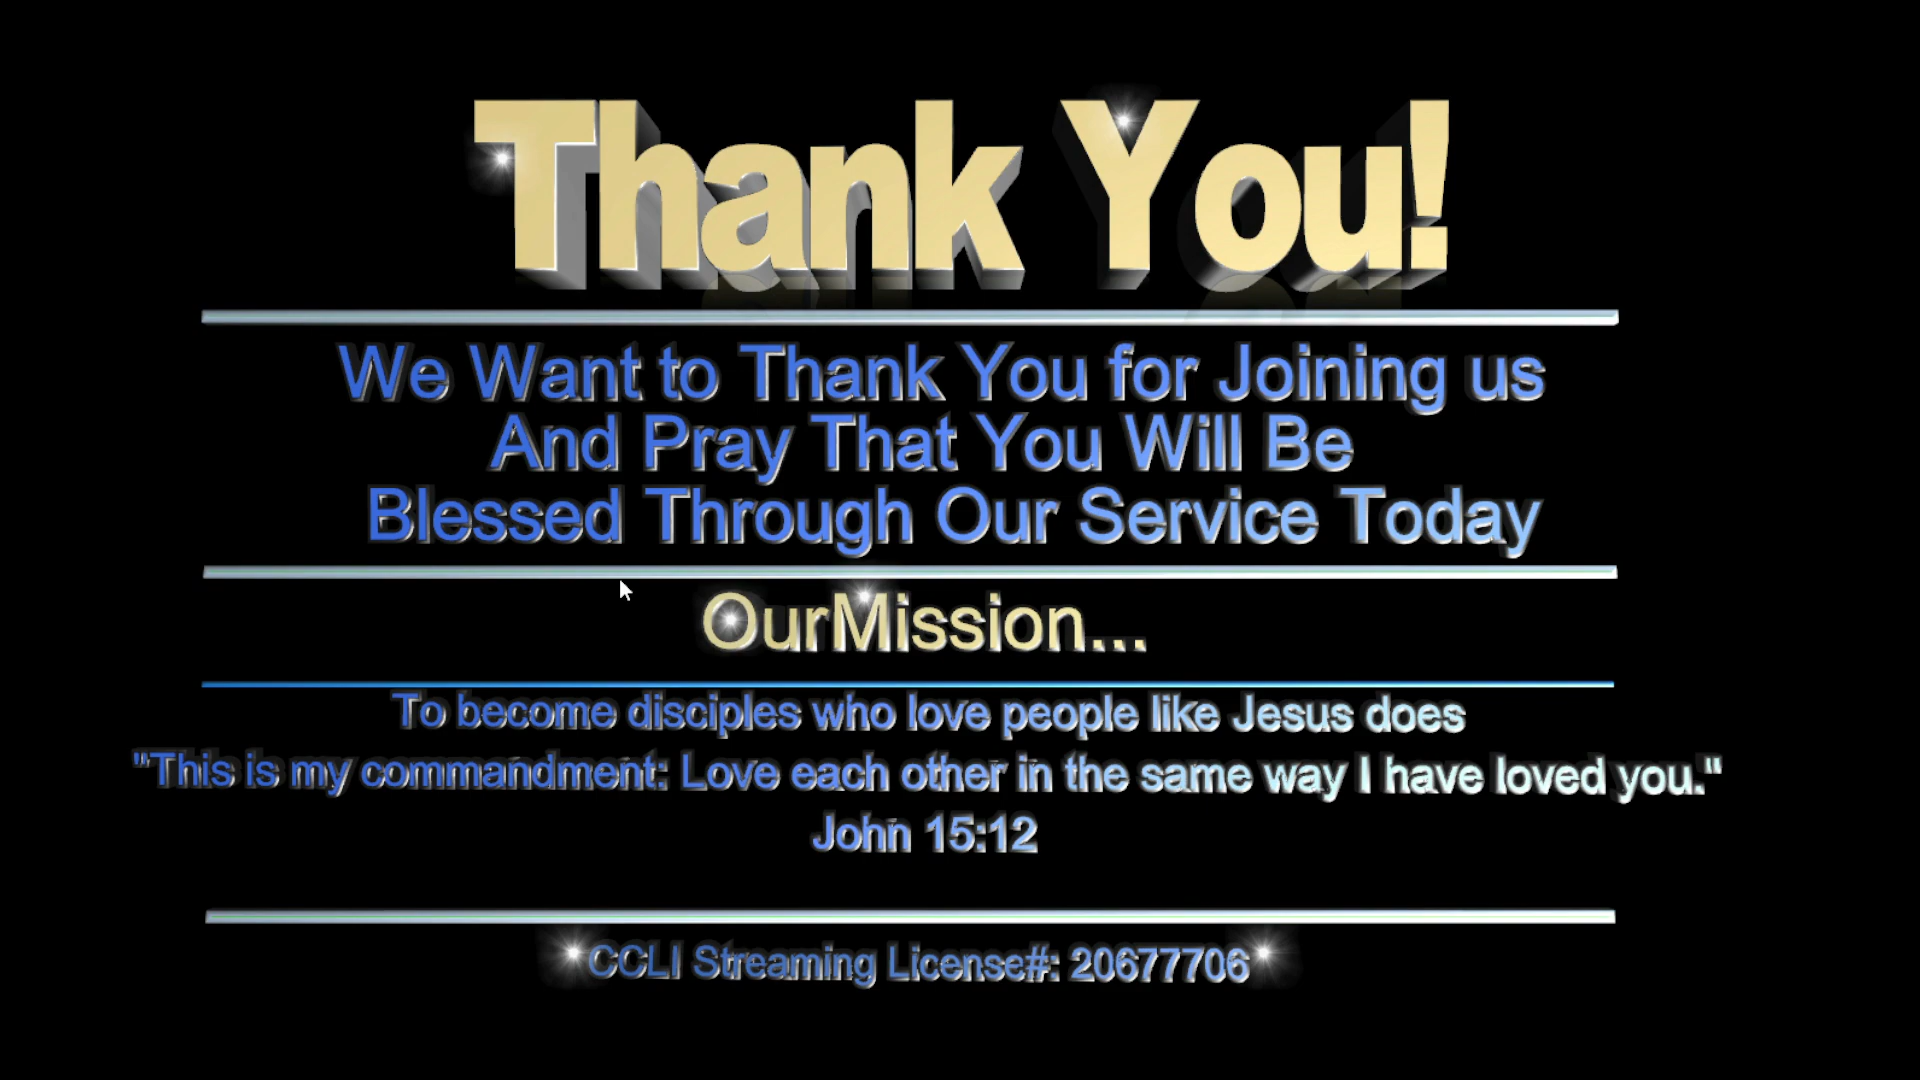 Thank You!
We Want to Thank You for Joining us
And Pray That You Will Be
Blessed Through Our Service Today
OurMission...
To become disciples who love people like Jesus does
"This is my commandment: Love each other in the same way I have loved you."
John 15:12
CCLI Streaming License#: 20677706